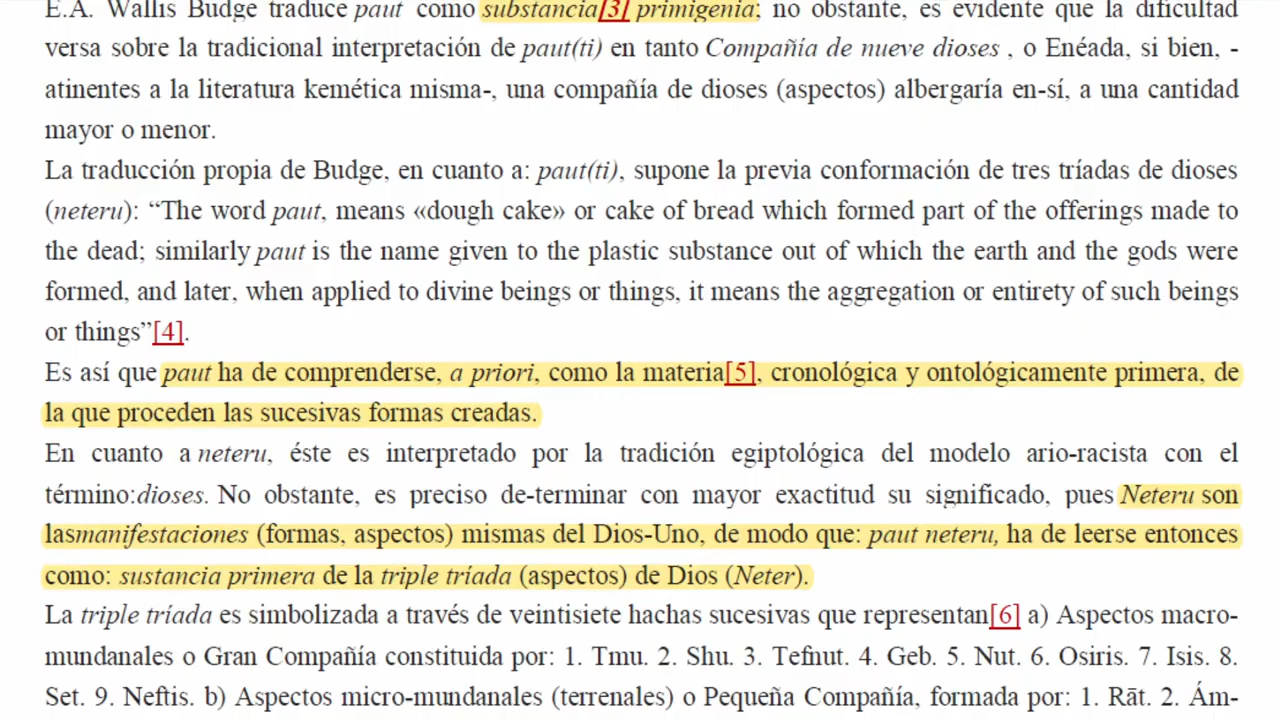 E.A. Wallis Budge traduce paut como substancia[3] primigenia; no obstante, es evidente que la dificultad
versa sobre la tradicional interpretación de paut(ti) en tanto Compañía de nueve dioses , o Enéada, si bien, -
atinentes a la literatura kemética misma-, una compañía de dioses (aspectos) albergaría en-sí, a una cantidad
mayor o menor.
La traducción propia de Budge, en cuanto a: paut(ti), supone la previa conformación de tres tríadas de dioses
(neteru): “The word paut, means «dough cake» or cake of bread which formed part of the offerings made to
the dead; similarly paut is the name given to the plastic substance out of which the earth and the gods were
formed, and later, when applied to divine beings or things, it means the aggregation or entirety of such beings
or things”[4].
Es así que paut ha de comprenderse, a priori, como la materia[5], cronológica y ontológicamente primera, de
la que proceden las sucesivas formas creadas.
En cuanto a neteru, éste es interpretado por la tradición egiptológica del modelo ario-racista con el
término:dioses. No obstante, es preciso de-terminar con mayor exactitud su significado, pues Neteru son
lasmanifestaciones (formas, aspectos) mismas del Dios-Uno, de modo que: paut neteru, ha de leerse entonces
como: sustancia primera de la triple tríada (aspectos) de Dios (Neter).
La triple tríada es simbolizada a través de veintisiete hachas sucesivas que representan[6] a) Aspectos macro-
mundanales o Gran Compañía constituida por: 1. Tmu. 2. Shu. 3. Tefnut. 4. Geb. 5. Nut. 6. Osiris. 7. Isis. 8.
Set. 9. Neftis. b) Aspectos micro-mundanales (terrenales) o Pequeña Compañía, formada por: 1. Rāt. 2. Ám-